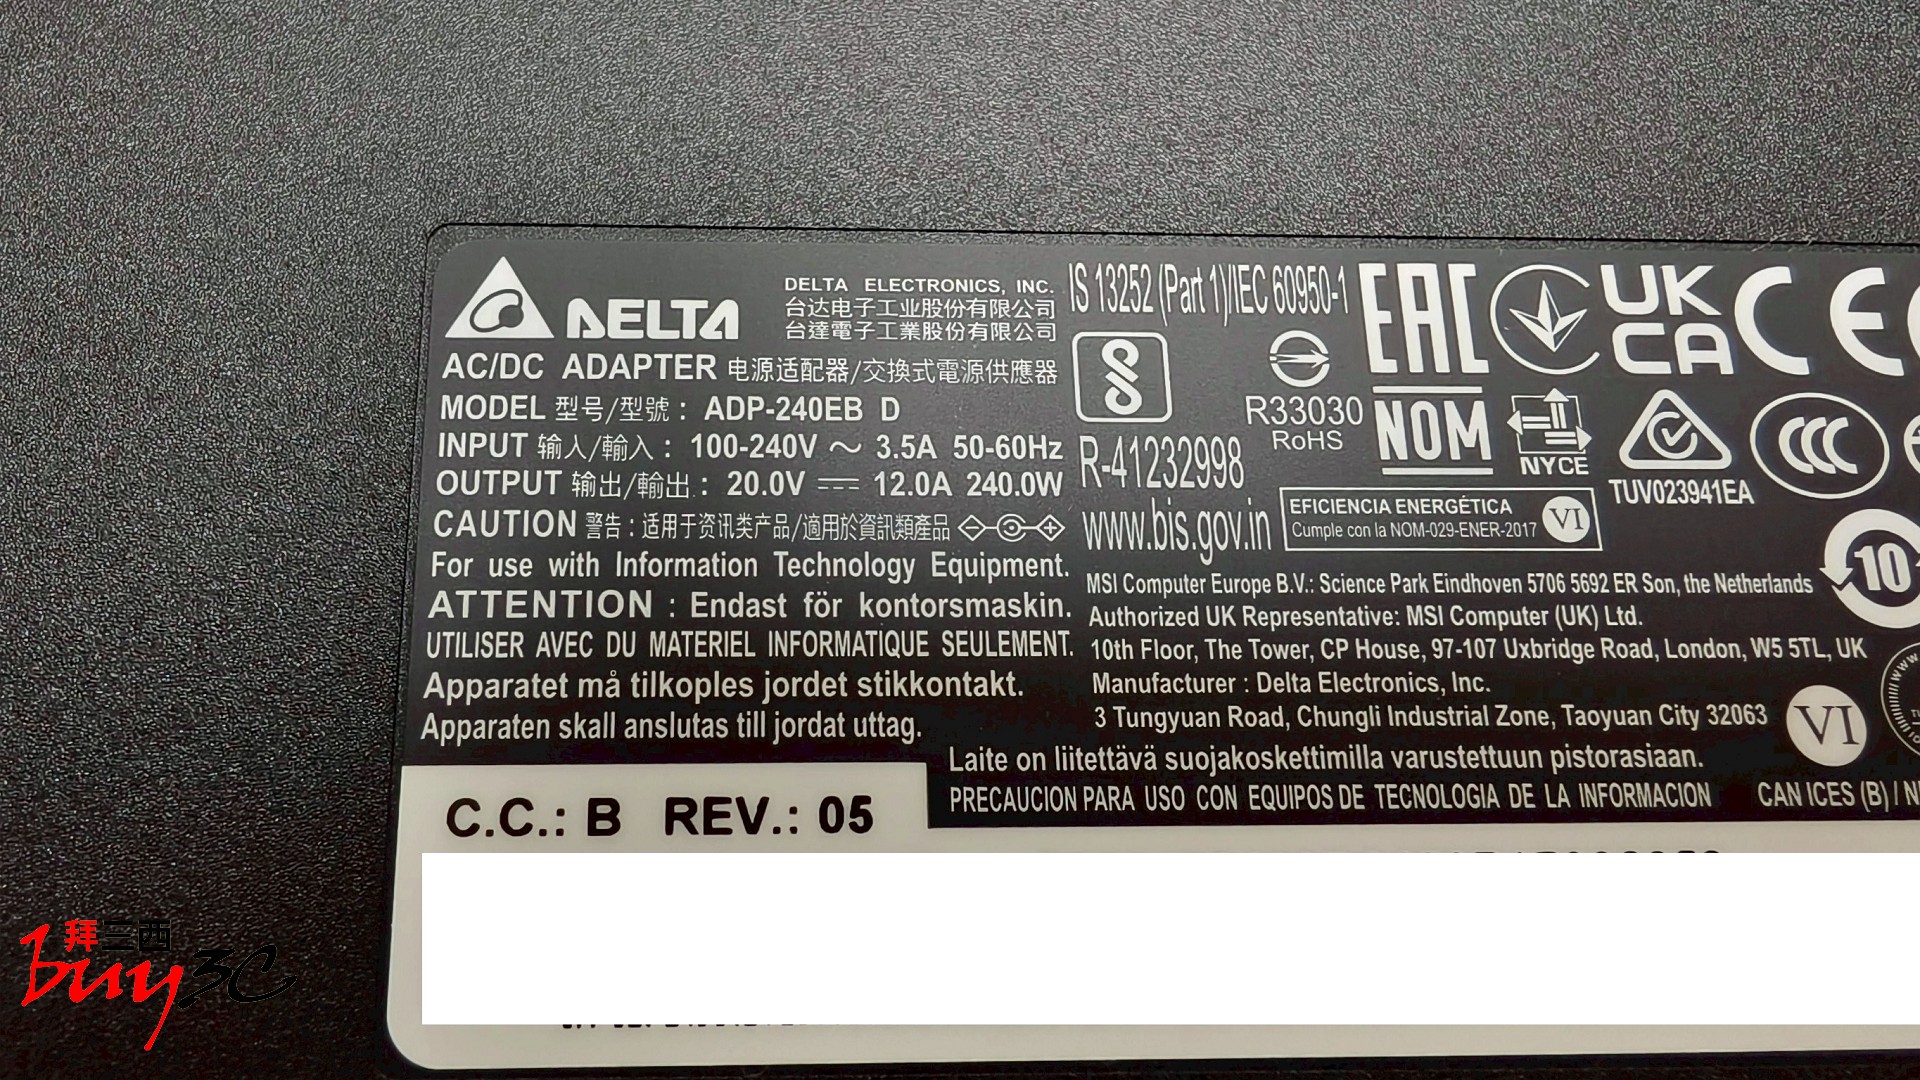 DELTA
DELTA ELECTRONICS, INC.
台达电子工业股份有限公司
台達電子工業股份有限公司
AC/DC ADAPTER 电源适配器/交換式電源供應器
MODEL 型号/型號： ADP-240EB D
INPUT 输入/輸入： 100-240V ～ 3.5A 50-60Hz
OUTPUT 输出/輸出： 20.0V ⎓ 12.0A 240.0W
CAUTION 警告：适用于资讯类产品/適用於資訊類產品
For use with Information Technology Equipment.
ATTENTION : Endast för kontorsmaskin.
UTILISER AVEC DU MATERIEL INFORMATIQUE SEULEMENT.
Apparatet må tilkoples jordet stikkontakt.
Apparaten skall anslutas till jordat uttag.
IS 13252 (Part 1)/IEC 60950-1
R-41232998
www.bis.gov.in
R33030
RoHS
EAC
UK
CA
CE
NOM
NYCE
TUV023941EA
CCC
EFICIENCIA ENERGÉTICA
Cumple con la NOM-029-ENER-2017
VI
10
MSI Computer Europe B.V.: Science Park Eindhoven 5706 5692 ER Son, the Netherlands
Authorized UK Representative: MSI Computer (UK) Ltd.
10th Floor, The Tower, CP House, 97-107 Uxbridge Road, London, W5 5TL, UK
Manufacturer : Delta Electronics, Inc.
3 Tungyuan Road, Chungli Industrial Zone, Taoyuan City 32063
VI
Laite on liitettävä suojakoskettimilla varustettuun pistorasiaan.
PRECAUCION PARA USO CON EQUIPOS DE TECNOLOGIA DE LA INFORMACION
CAN ICES (B) / N
C.C.: B REV.: 05
拜三西
buy3C